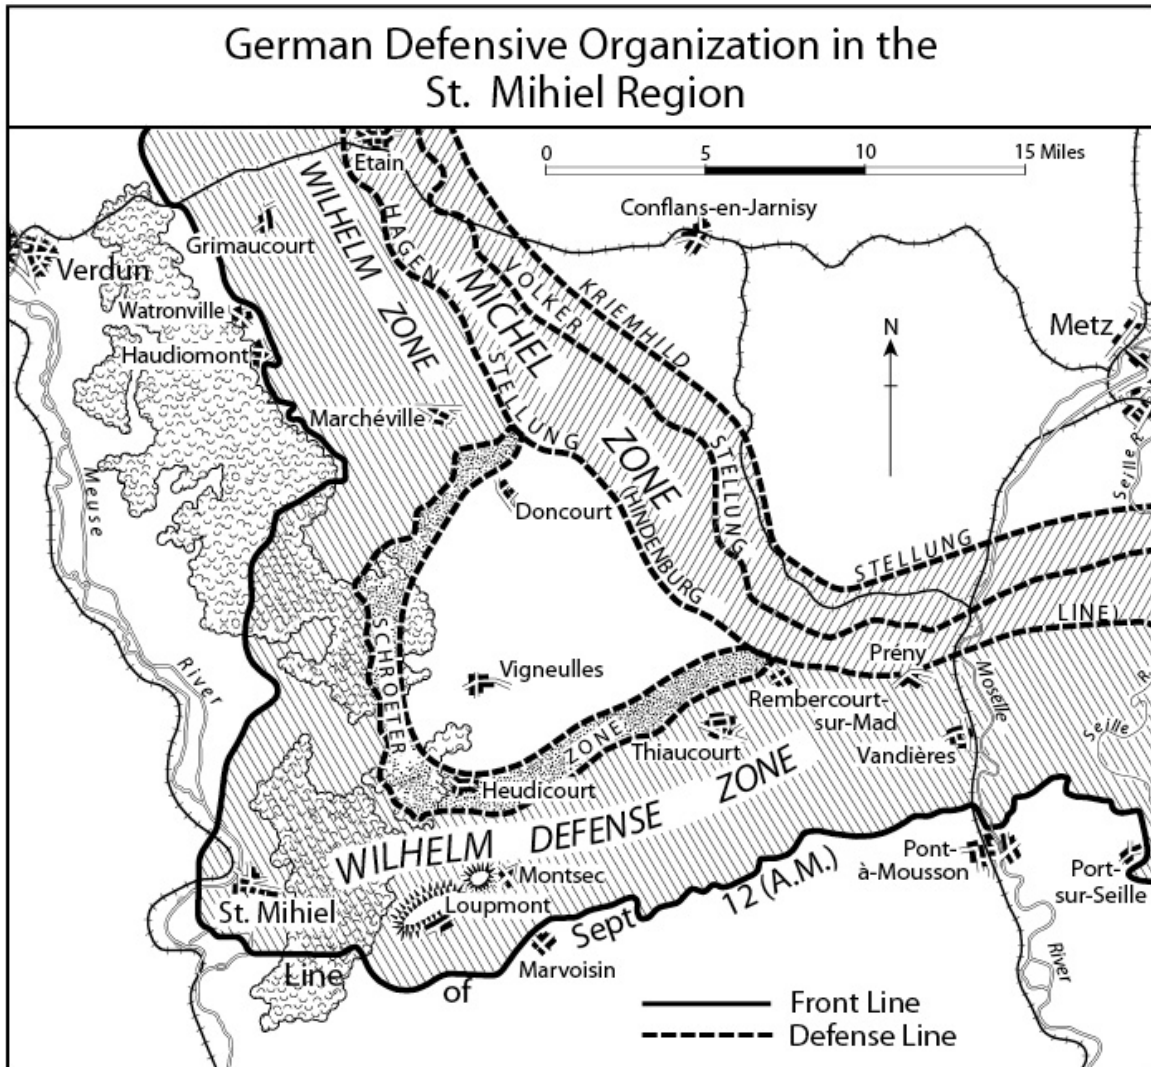 German Defensive Organization in the
St. Mihiel Region
0 5 10 15 Miles
Etain
Conflans-en-Jarnisy
WILHELM ZONE
Grimaucourt
Verdun
HAGEN STELLUNG
MICHEL ZONE
VOLKER STELLUNG
KRIEMHILD STELLUNG
(HINDENBURG LINE)
N
Metz
Watronville
Haudiomont
Marchéville
Seille R.
Doncourt
Meuse River
SCHROETER ZONE
Vigneulles
Prény
Rembercourt-
sur-Mad
Moselle River
Seille R.
Thiaucourt
Vandières
Heudicourt
WILHELM DEFENSE ZONE
Montsec
Loupmont
St. Mihiel
Pont-
à-Mousson
Port-
sur-Seille
Line of Sept 12 (A.M.)
Marvoisin
Front Line
Defense Line